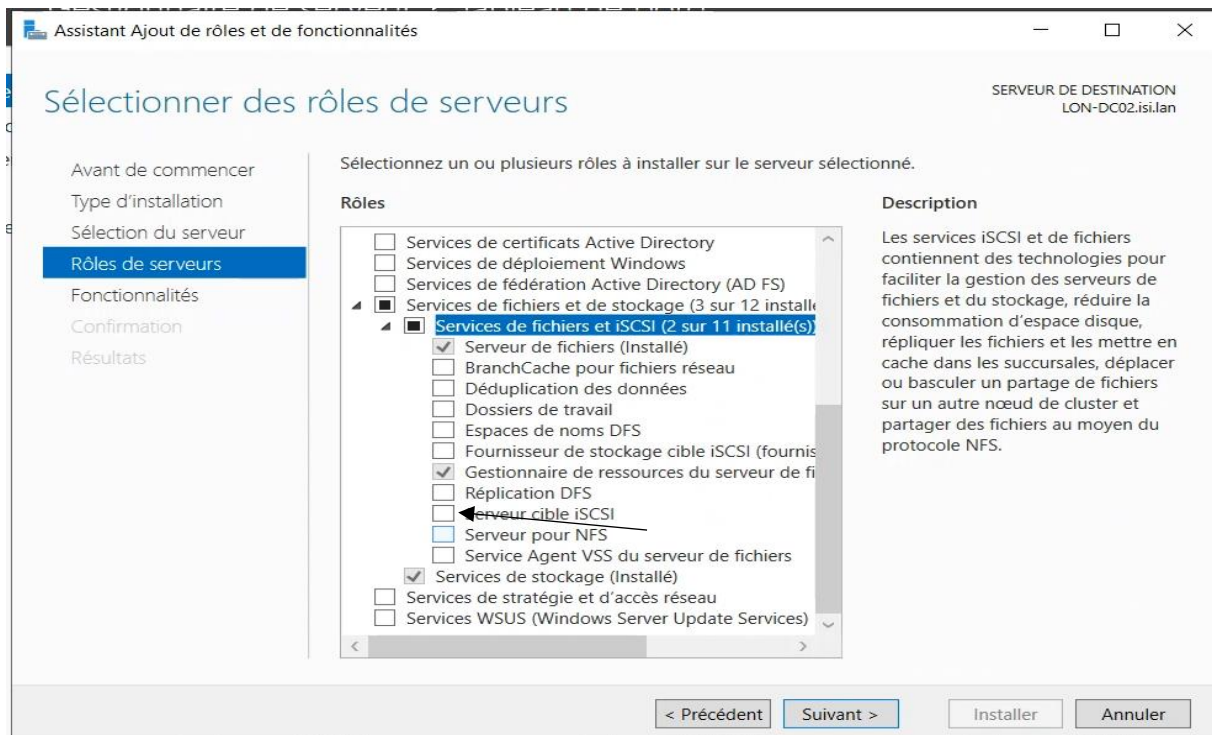 Assistant Ajout de rôles et de fonctionnalités
Sélectionner des rôles de serveurs
SERVEUR DE DESTINATION
LON-DC02.isi.lan
Avant de commencer
Type d'installation
Sélection du serveur
Rôles de serveurs
Fonctionnalités
Confirmation
Résultats
Sélectionnez un ou plusieurs rôles à installer sur le serveur sélectionné.
Rôles
Services de certificats Active Directory
Services de déploiement Windows
Services de fédération Active Directory (AD FS)
Services de fichiers et de stockage (3 sur 12 installé
Services de fichiers et iSCSI (2 sur 11 installé(s))
Serveur de fichiers (Installé)
BranchCache pour fichiers réseau
Déduplication des données
Dossiers de travail
Espaces de noms DFS
Fournisseur de stockage cible iSCSI (fournis
Gestionnaire de ressources du serveur de fi
Réplication DFS
Serveur cible iSCSI
Serveur pour NFS
Service Agent VSS du serveur de fichiers
Services de stockage (Installé)
Services de stratégie et d'accès réseau
Services WSUS (Windows Server Update Services)
Description
Les services iSCSI et de fichiers
contiennent des technologies pour
faciliter la gestion des serveurs de
fichiers et du stockage, réduire la
consommation d'espace disque,
répliquer les fichiers et les mettre en
cache dans les succursales, déplacer
ou basculer un partage de fichiers
sur un autre nœud de cluster et
partager des fichiers au moyen du
protocole NFS.
< Précédent
Suivant >
Installer
Annuler